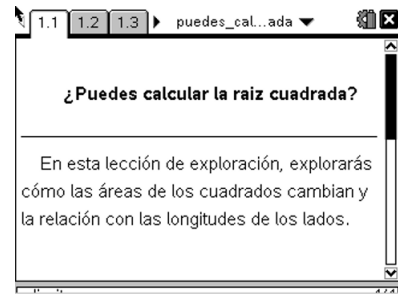 1.1 1.2 1.3 puedes_cal...ada
¿Puedes calcular la raiz cuadrada?
En esta lección de exploración, explorarás
cómo las áreas de los cuadrados cambian y
la relación con las longitudes de los lados.